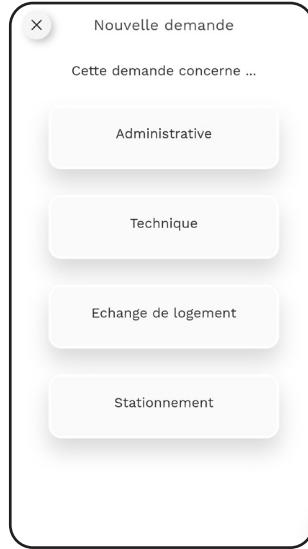 Nouvelle demande
Cette demande concerne ...
Administrative
Technique
Echange de logement
Stationnement